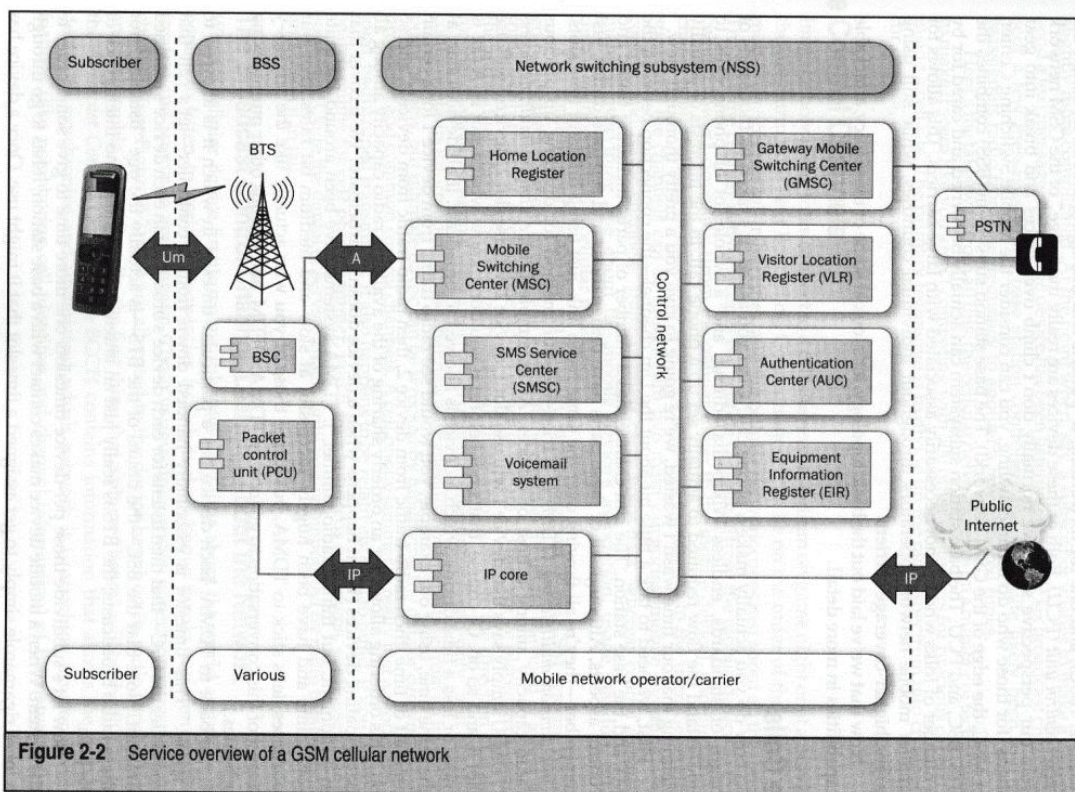 Subscriber
BSS
Network switching subsystem (NSS)
BTS
Um
A
BSC
Packet
control
unit (PCU)
IP
Home Location
Register
Mobile
Switching
Center (MSC)
SMS Service
Center
(SMSC)
Voicemail
system
IP core
Control network
Gateway Mobile
Switching Center
(GMSC)
Visitor Location
Register (VLR)
Authentication
Center (AUC)
Equipment
Information
Register (EIR)
PSTN
Public
Internet
IP
Subscriber
Various
Mobile network operator/carrier
Figure 2-2 Service overview of a GSM cellular network